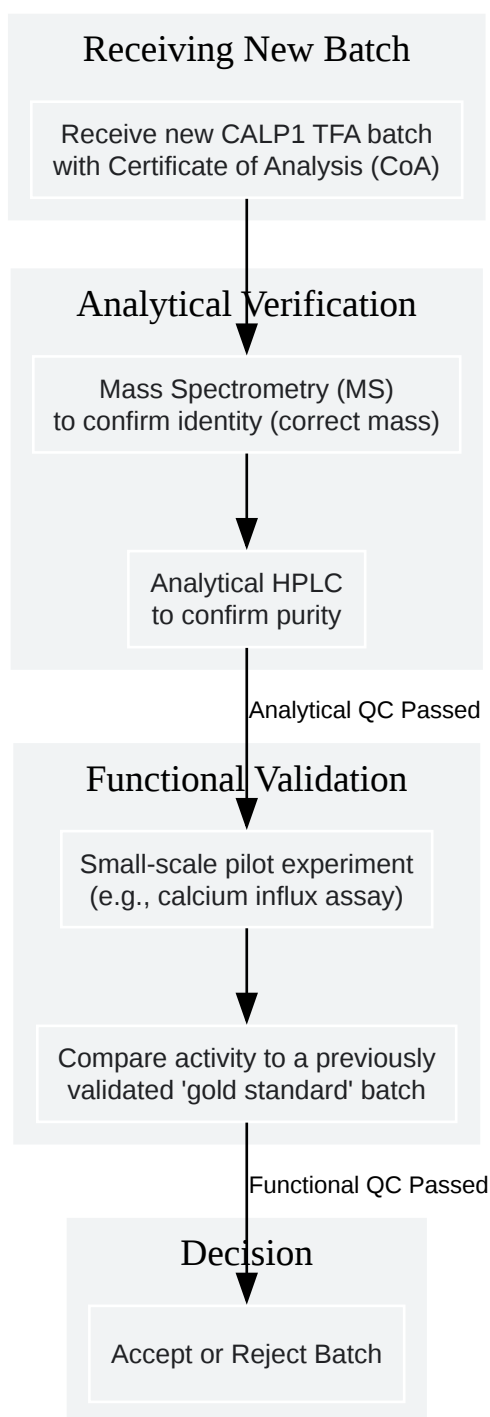 Receiving New Batch
Receive new CALP1 TFA batch
with Certificate of Analysis (CoA)
Analytical Verification
Mass Spectrometry (MS)
to confirm identity (correct mass)
Analytical HPLC
to confirm purity
Analytical QC Passed
Functional Validation
Small-scale pilot experiment
(e.g., calcium influx assay)
Compare activity to a previously
validated 'gold standard' batch
Functional QC Passed
Decision
Accept or Reject Batch